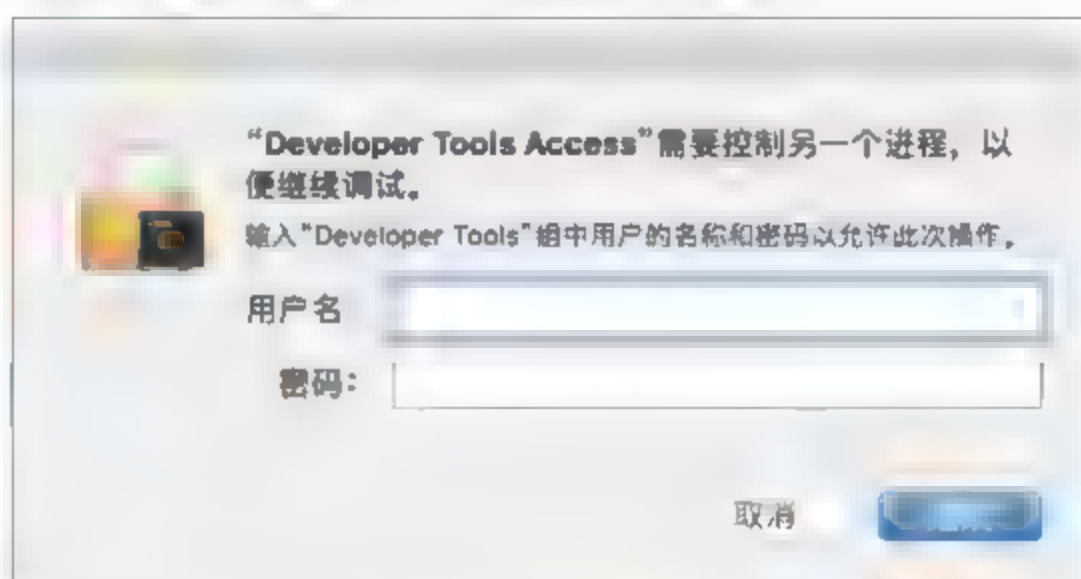 “Developer Tools Access”需要控制另一个进程，以
便继续调试。
输入“Developer Tools”组中用户的名称和密码以允许此次操作。
用户名
密码：
取消